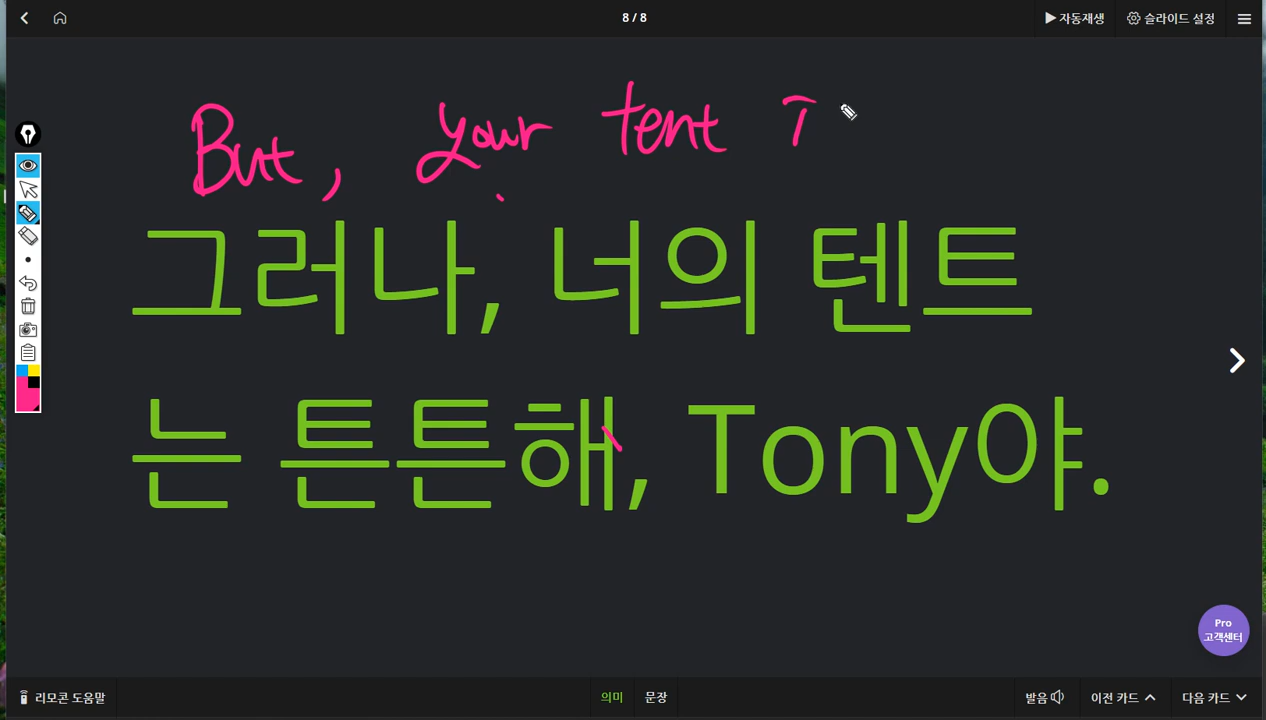 8 / 8
자동재생
슬라이드 설정
But, your tent
그러나, 너의 텐트
는 튼튼해, Tony야.
Pro
고객센터
리모콘 도움말
의미
문장
발음
이전 카드
다음 카드